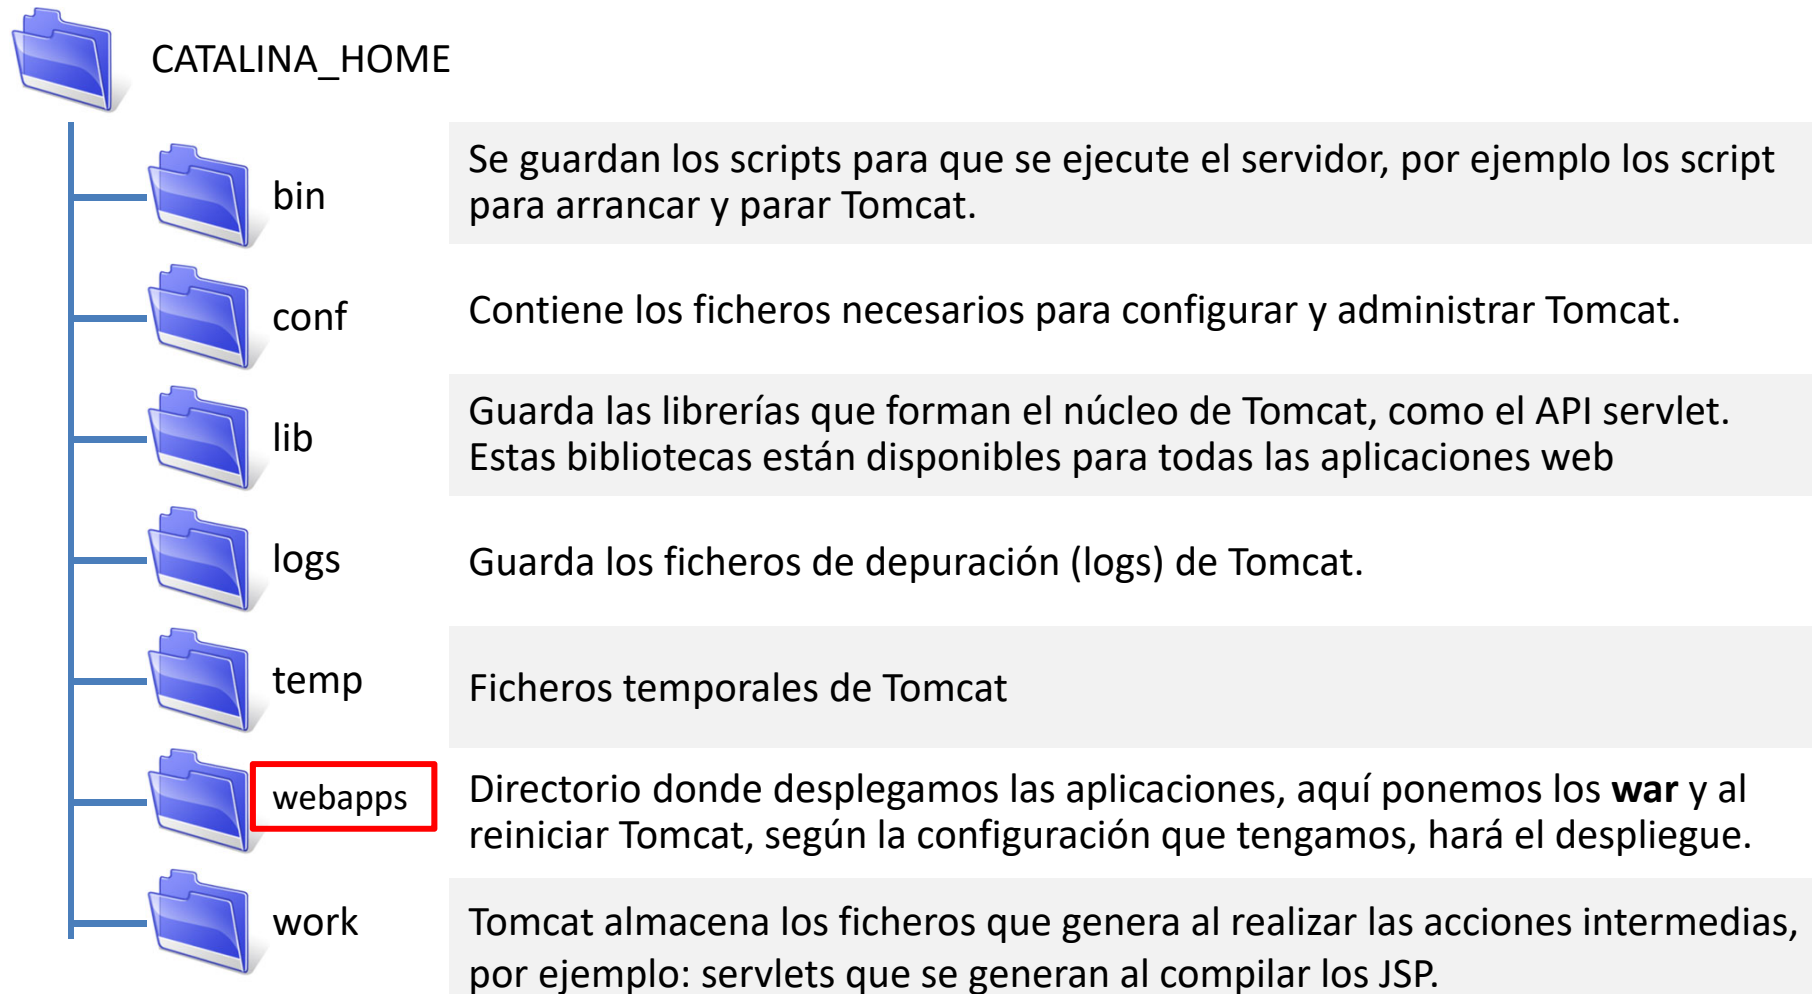 CATALINA_HOME
bin
Se guardan los scripts para que se ejecute el servidor, por ejemplo los script
para arrancar y parar Tomcat.
conf
Contiene los ficheros necesarios para configurar y administrar Tomcat.
lib
Guarda las librerías que forman el núcleo de Tomcat, como el API servlet.
Estas bibliotecas están disponibles para todas las aplicaciones web
logs
Guarda los ficheros de depuración (logs) de Tomcat.
temp
Ficheros temporales de Tomcat
webapps
Directorio donde desplegamos las aplicaciones, aquí ponemos los war y al
reiniciar Tomcat, según la configuración que tengamos, hará el despliegue.
work
Tomcat almacena los ficheros que genera al realizar las acciones intermedias,
por ejemplo: servlets que se generan al compilar los JSP.